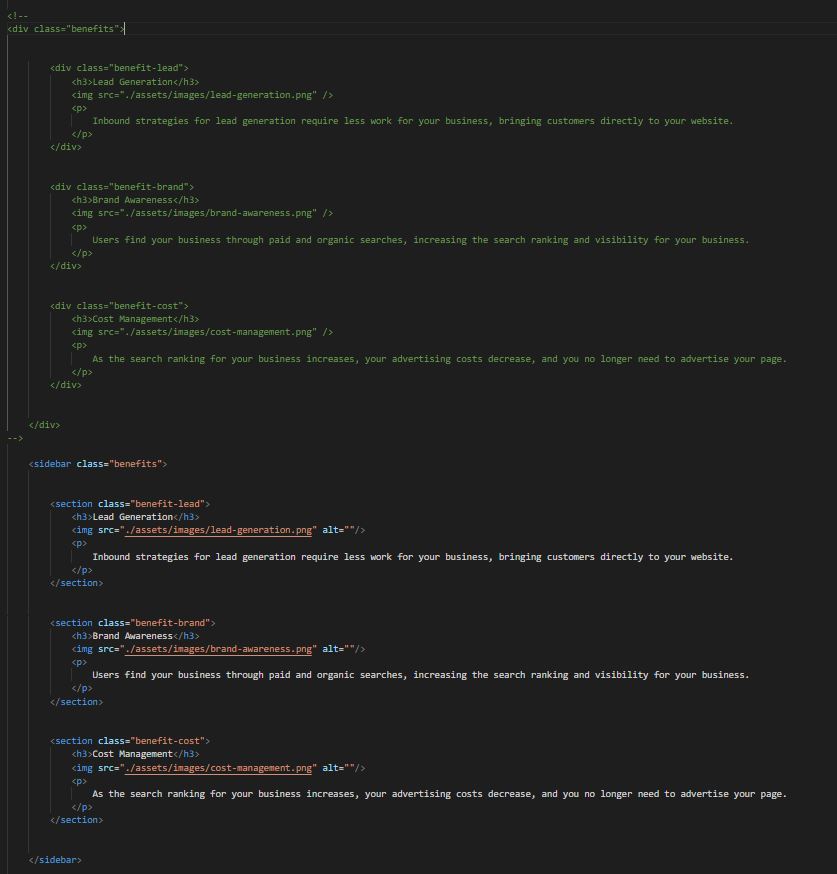 <!--
<div class="benefits">
<div class="benefit-lead">
<h3>Lead Generation</h3>
<img src="./assets/images/lead-generation.png" />
<p>
Inbound strategies for lead generation require less work for your business, bringing customers directly to your website.
</p>
</div>
<div class="benefit-brand">
<h3>Brand Awareness</h3>
<img src="./assets/images/brand-awareness.png" />
<p>
Users find your business through paid and organic searches, increasing the search ranking and visibility for your business.
</p>
</div>
<div class="benefit-cost">
<h3>Cost Management</h3>
<img src="./assets/images/cost-management.png" />
<p>
As the search ranking for your business increases, your advertising costs decrease, and you no longer need to advertise your page.
</p>
</div>
</div>
-->
<sidebar class="benefits">
<section class="benefit-lead">
<h3>Lead Generation</h3>
<img src="./assets/images/lead-generation.png" alt=""/>
<p>
Inbound strategies for lead generation require less work for your business, bringing customers directly to your website.
</p>
</section>
<section class="benefit-brand">
<h3>Brand Awareness</h3>
<img src="./assets/images/brand-awareness.png" alt=""/>
<p>
Users find your business through paid and organic searches, increasing the search ranking and visibility for your business.
</p>
</section>
<section class="benefit-cost">
<h3>Cost Management</h3>
<img src="./assets/images/cost-management.png" alt=""/>
<p>
As the search ranking for your business increases, your advertising costs decrease, and you no longer need to advertise your page.
</p>
</section>
</sidebar>